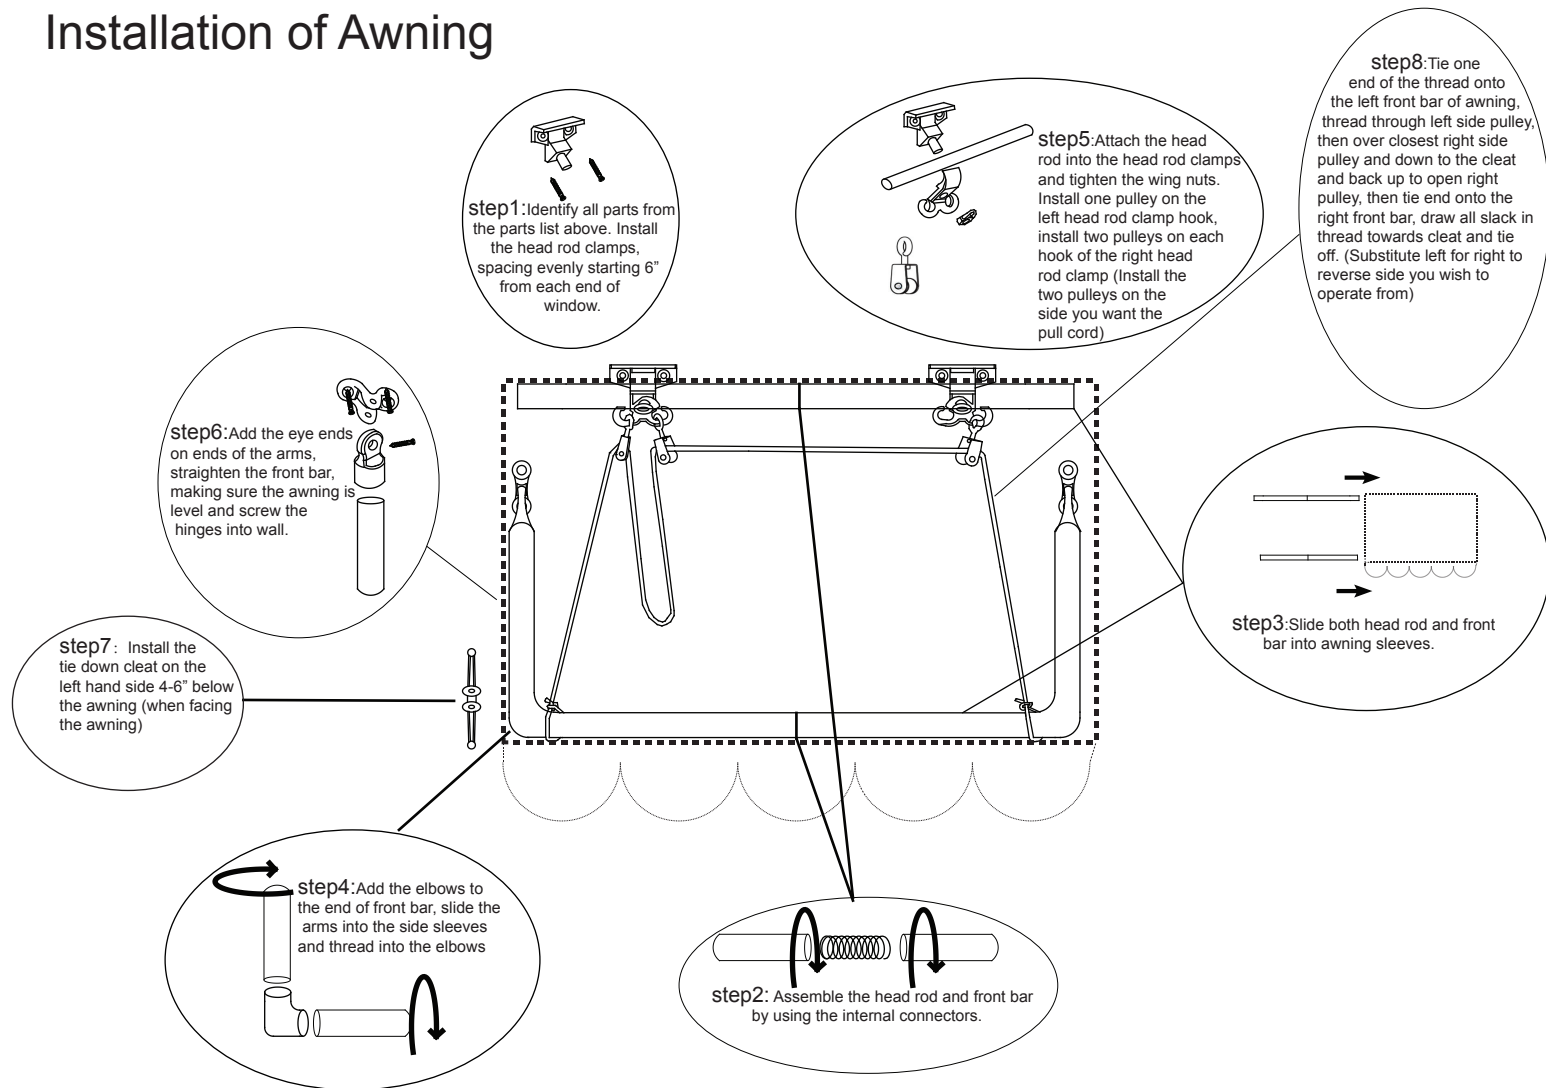 Installation of Awning
step1:Identify all parts from
the parts list above. Install
the head rod clamps,
spacing evenly starting 6”
from each end of
window.
step5:Attach the head
rod into the head rod clamps
and tighten the wing nuts.
Install one pulley on the
left head rod clamp hook,
install two pulleys on each
hook of the right head
rod clamp (Install the
two pulleys on the
side you want the
pull cord)
step8:Tie one
end of the thread onto
the left front bar of awning,
thread through left side pulley,
then over closest right side
pulley and down to the cleat
and back up to open right
pulley, then tie end onto the
right front bar, draw all slack in
thread towards cleat and tie
off. (Substitute left for right to
reverse side you wish to
operate from)
step6:Add the eye ends
on ends of the arms,
straighten the front bar,
making sure the awning is
level and screw the
hinges into wall.
step3:Slide both head rod and front
bar into awning sleeves.
step7: Install the
tie down cleat on the
left hand side 4-6” below
the awning (when facing
the awning)
step4:Add the elbows to
the end of front bar, slide the
arms into the side sleeves
and thread into the elbows
step2: Assemble the head rod and front bar
by using the internal connectors.